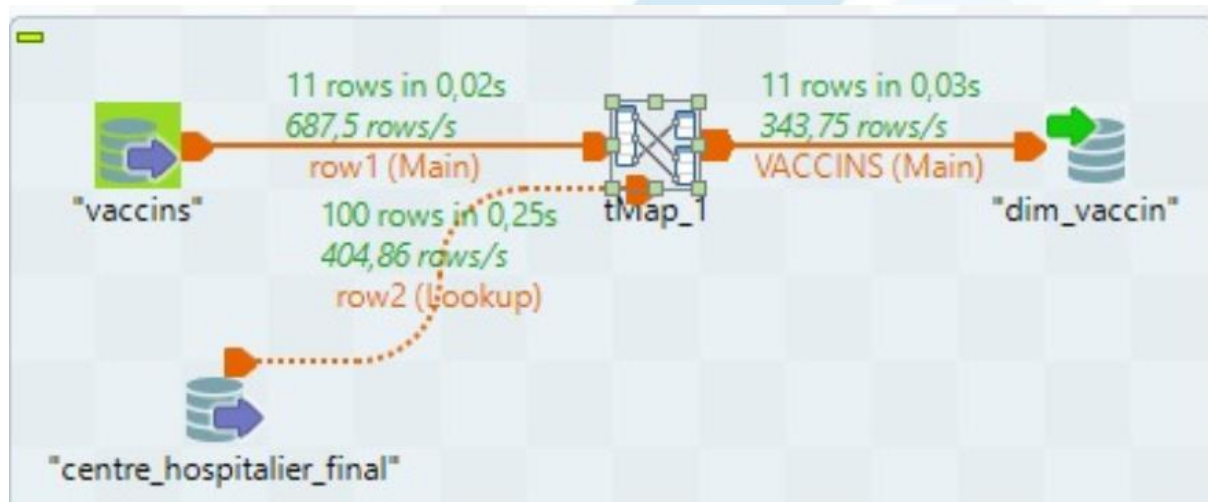 11 rows in 0,02s
687,5 rows/s
row1 (Main)
11 rows in 0,03s
343,75 rows/s
VACCINS (Main)
"vaccins"
tMap_1
"dim_vaccin"
100 rows in 0,25s
404,86 rows/s
row2 (Lookup)
"centre_hospitalier_final"